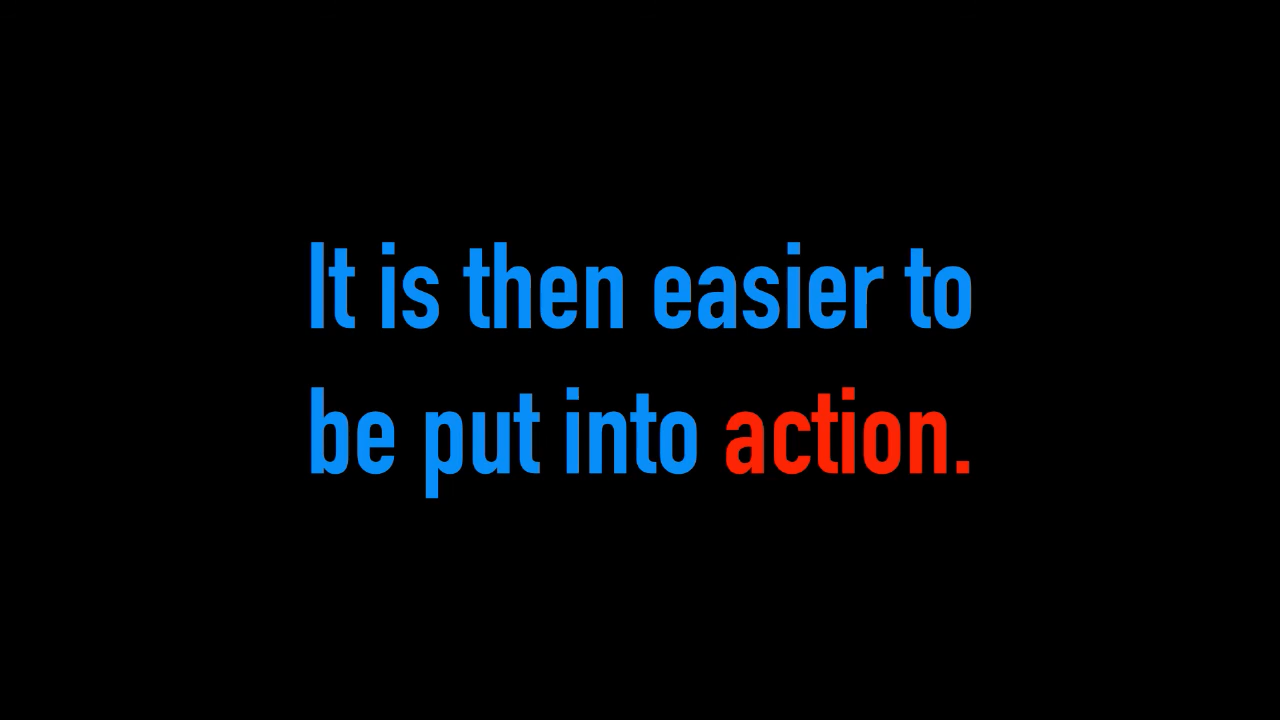 It is then easier to
be put into action.